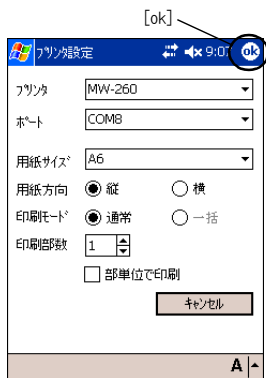 [ok]
ﾌﾟﾘﾝﾀ設定 9:07 ok
ﾌﾟﾘﾝﾀ MW-260
ﾎﾟｰﾄ COM8
用紙ｻｲｽﾞ A6
用紙方向 縦 横
印刷ﾓｰﾄﾞ 通常 一括
印刷部数 1
部単位で印刷
ｷｬﾝｾﾙ
A